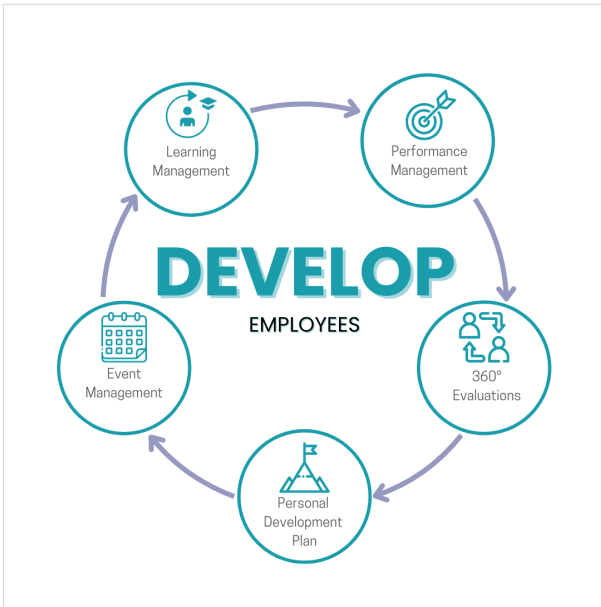 Learning
Management
Performance
Management
DEVELOP
EMPLOYEES
Event
Management
360°
Evaluations
Personal
Development
Plan